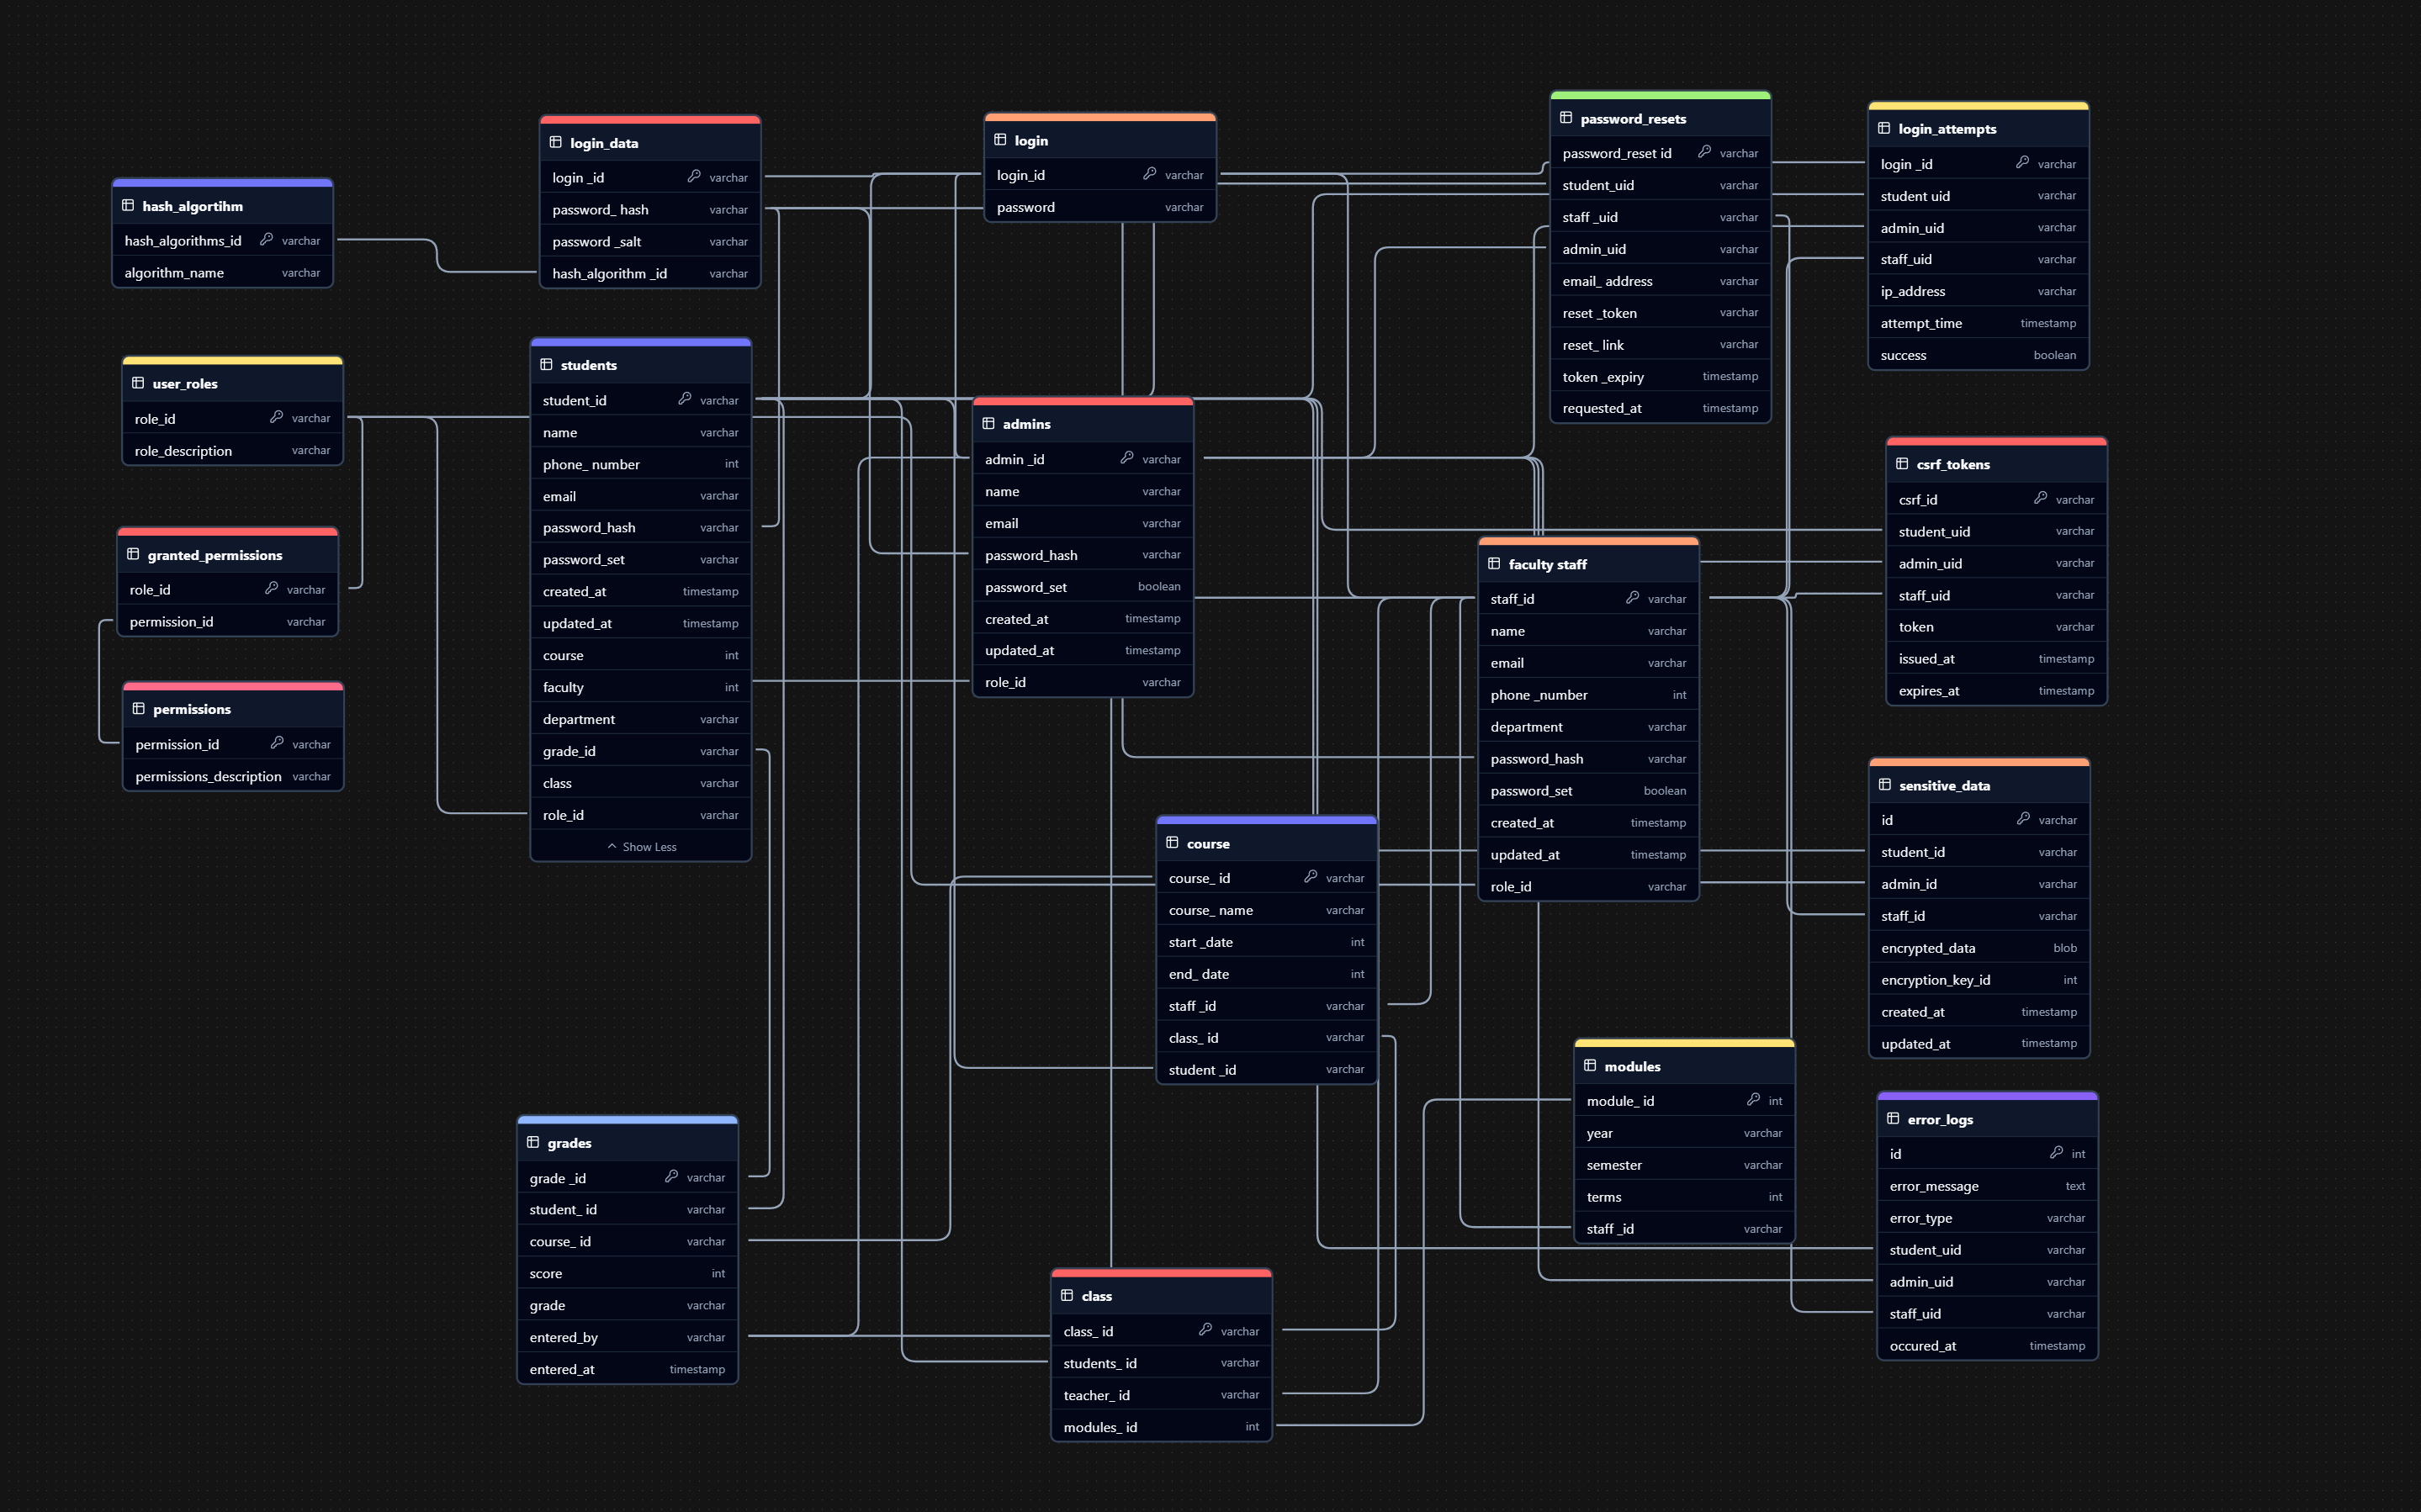 hash_algortihm
hash_algorithms_id varchar
algorithm_name varchar
user_roles
role_id varchar
role_description varchar
granted_permissions
role_id varchar
permission_id varchar
permissions
permission_id varchar
permissions_description varchar
login_data
login _id varchar
password_ hash varchar
password _salt varchar
hash_algorithm _id varchar
students
student_id varchar
name varchar
phone_ number int
email varchar
password_hash varchar
password_set varchar
created_at timestamp
updated_at timestamp
course int
faculty int
department varchar
grade_id varchar
class varchar
role_id varchar
Show Less
grades
grade _id varchar
student_ id varchar
course_ id varchar
score int
grade varchar
entered_by varchar
entered_at timestamp
login
login_id varchar
password varchar
admins
admin _id varchar
name varchar
email varchar
password_hash varchar
password_set boolean
created_at timestamp
updated_at timestamp
role_id varchar
course
course_ id varchar
course_ name varchar
start _date int
end_ date int
staff _id varchar
class_ id varchar
student _id varchar
class
class_ id varchar
students_ id varchar
teacher_ id varchar
modules_ id int
password_resets
password_reset id varchar
student_uid varchar
staff _uid varchar
admin_uid varchar
email_ address varchar
reset _token varchar
reset_ link varchar
token _expiry timestamp
requested_at timestamp
faculty staff
staff_id varchar
name varchar
email varchar
phone _number int
department varchar
password_hash varchar
password_set boolean
created_at timestamp
updated_at timestamp
role_id varchar
modules
module_ id int
year varchar
semester varchar
terms int
staff _id varchar
login_attempts
login _id varchar
student uid varchar
admin_uid varchar
staff_uid varchar
ip_address varchar
attempt_time timestamp
success boolean
csrf_tokens
csrf_id varchar
student_uid varchar
admin_uid varchar
staff_uid varchar
token varchar
issued_at timestamp
expires_at timestamp
sensitive_data
id varchar
student_id varchar
admin_id varchar
staff_id varchar
encrypted_data blob
encryption_key_id int
created_at timestamp
updated_at timestamp
error_logs
id int
error_message text
error_type varchar
student_uid varchar
admin_uid varchar
staff_uid varchar
occured_at timestamp